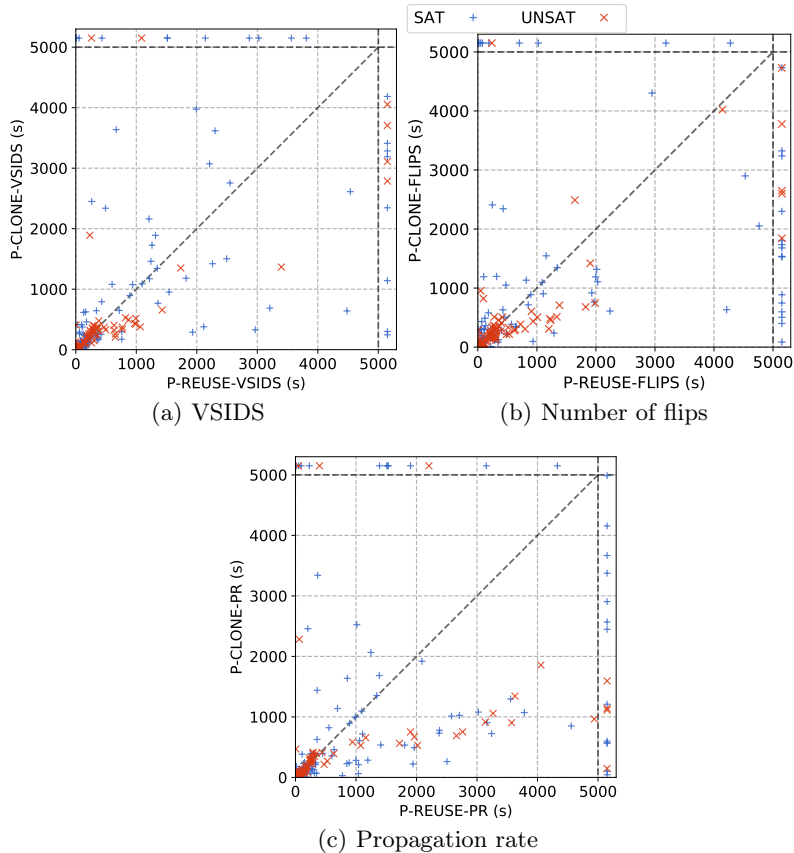 SAT UNSAT
5000
4000
3000
2000
1000
0
P-CLONE-VSIDS (s)
0 1000 2000 3000 4000 5000
P-REUSE-VSIDS (s)
(a) VSIDS
5000
4000
3000
2000
1000
0
P-CLONE-FLIPS (s)
0 1000 2000 3000 4000 5000
P-REUSE-FLIPS (s)
(b) Number of flips
5000
4000
3000
2000
1000
0
P-CLONE-PR (s)
0 1000 2000 3000 4000 5000
P-REUSE-PR (s)
(c) Propagation rate